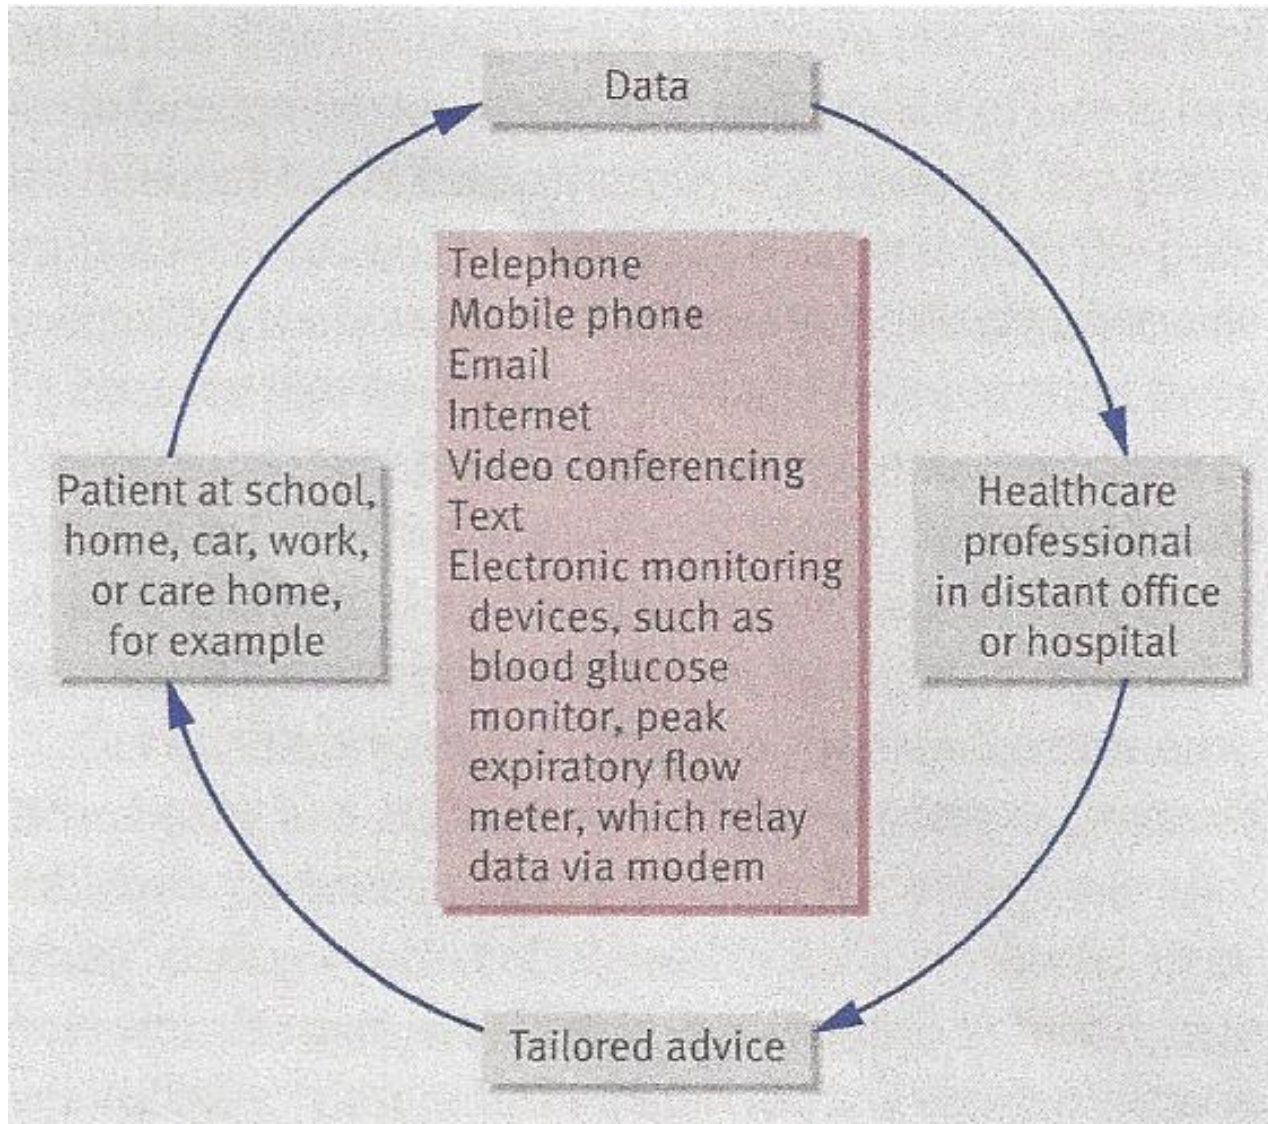 Data
Telephone
Mobile phone
Email
Internet
Video conferencing
Text
Electronic monitoring
devices, such as
blood glucose
monitor, peak
expiratory flow
meter, which relay
data via modem
Patient at school,
home, car, work,
or care home,
for example
Healthcare
professional
in distant office
or hospital
Tailored advice